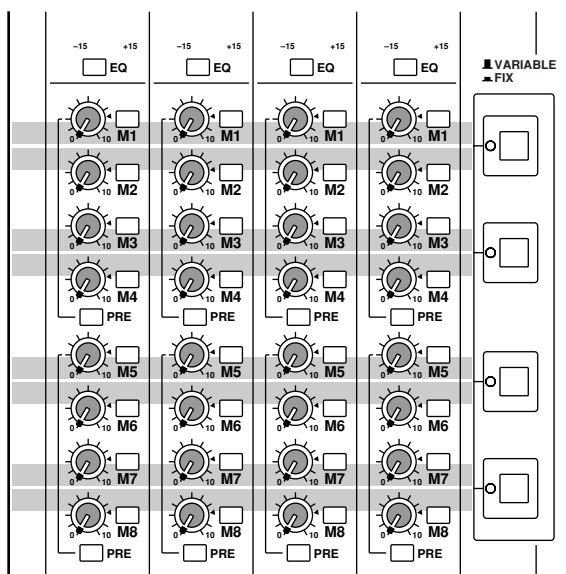 –15 +15 –15 +15 –15 +15 –15 +15
EQ EQ EQ EQ
VARIABLE
FIX
M1 M1 M1 M1
0 10 0 10 0 10 0 10
M2 M2 M2 M2
0 10 0 10 0 10 0 10
M3 M3 M3 M3
0 10 0 10 0 10 0 10
M4 M4 M4 M4
0 10 0 10 0 10 0 10
PRE PRE PRE PRE
M5 M5 M5 M5
0 10 0 10 0 10 0 10
M6 M6 M6 M6
0 10 0 10 0 10 0 10
M7 M7 M7 M7
0 10 0 10 0 10 0 10
M8 M8 M8 M8
0 10 0 10 0 10 0 10
PRE PRE PRE PRE